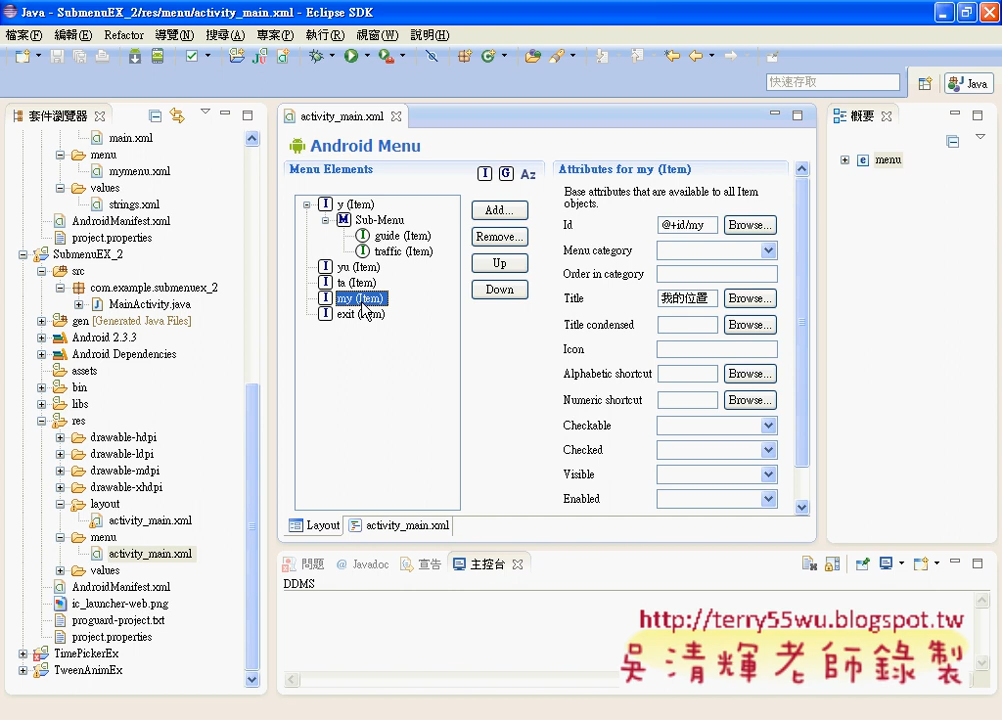 Java - SubmenuEX_2/res/menu/activity_main.xml - Eclipse SDK
檔案(F) 編輯(E) Refactor 導覽(N) 搜尋(A) 專案(P) 執行(R) 視窗(W) 說明(H)
快速存取
Java
套件瀏覽器
main.xml
menu
mymenu.xml
values
strings.xml
AndroidManifest.xml
project.properties
SubmenuEX_2
src
com.example.submenuex_2
MainActivity.java
gen [Generated Java Files]
Android 2.3.3
Android Dependencies
assets
bin
libs
res
drawable-hdpi
drawable-ldpi
drawable-mdpi
drawable-xhdpi
layout
activity_main.xml
menu
activity_main.xml
values
AndroidManifest.xml
ic_launcher-web.png
proguard-project.txt
project.properties
TimePickerEx
TweenAnimEx
activity_main.xml
Android Menu
Menu Elements
I G Az
y (Item)
Sub-Menu
guide (Item)
traffic (Item)
yu (Item)
ta (Item)
my (Item)
exit (Item)
Add...
Remove...
Up
Down
Attributes for my (Item)
Base attributes that are available to all Item
objects.
Id @+id/my Browse...
Menu category
Order in category
Title 我的位置 Browse...
Title condensed Browse...
Icon
Alphabetic shortcut Browse...
Numeric shortcut Browse...
Checkable
Checked
Visible
Enabled
Layout activity_main.xml
概要
menu
問題 @ Javadoc 宣告 主控台
DDMS
http://terry55wu.blogspot.tw
吳清輝老師錄製